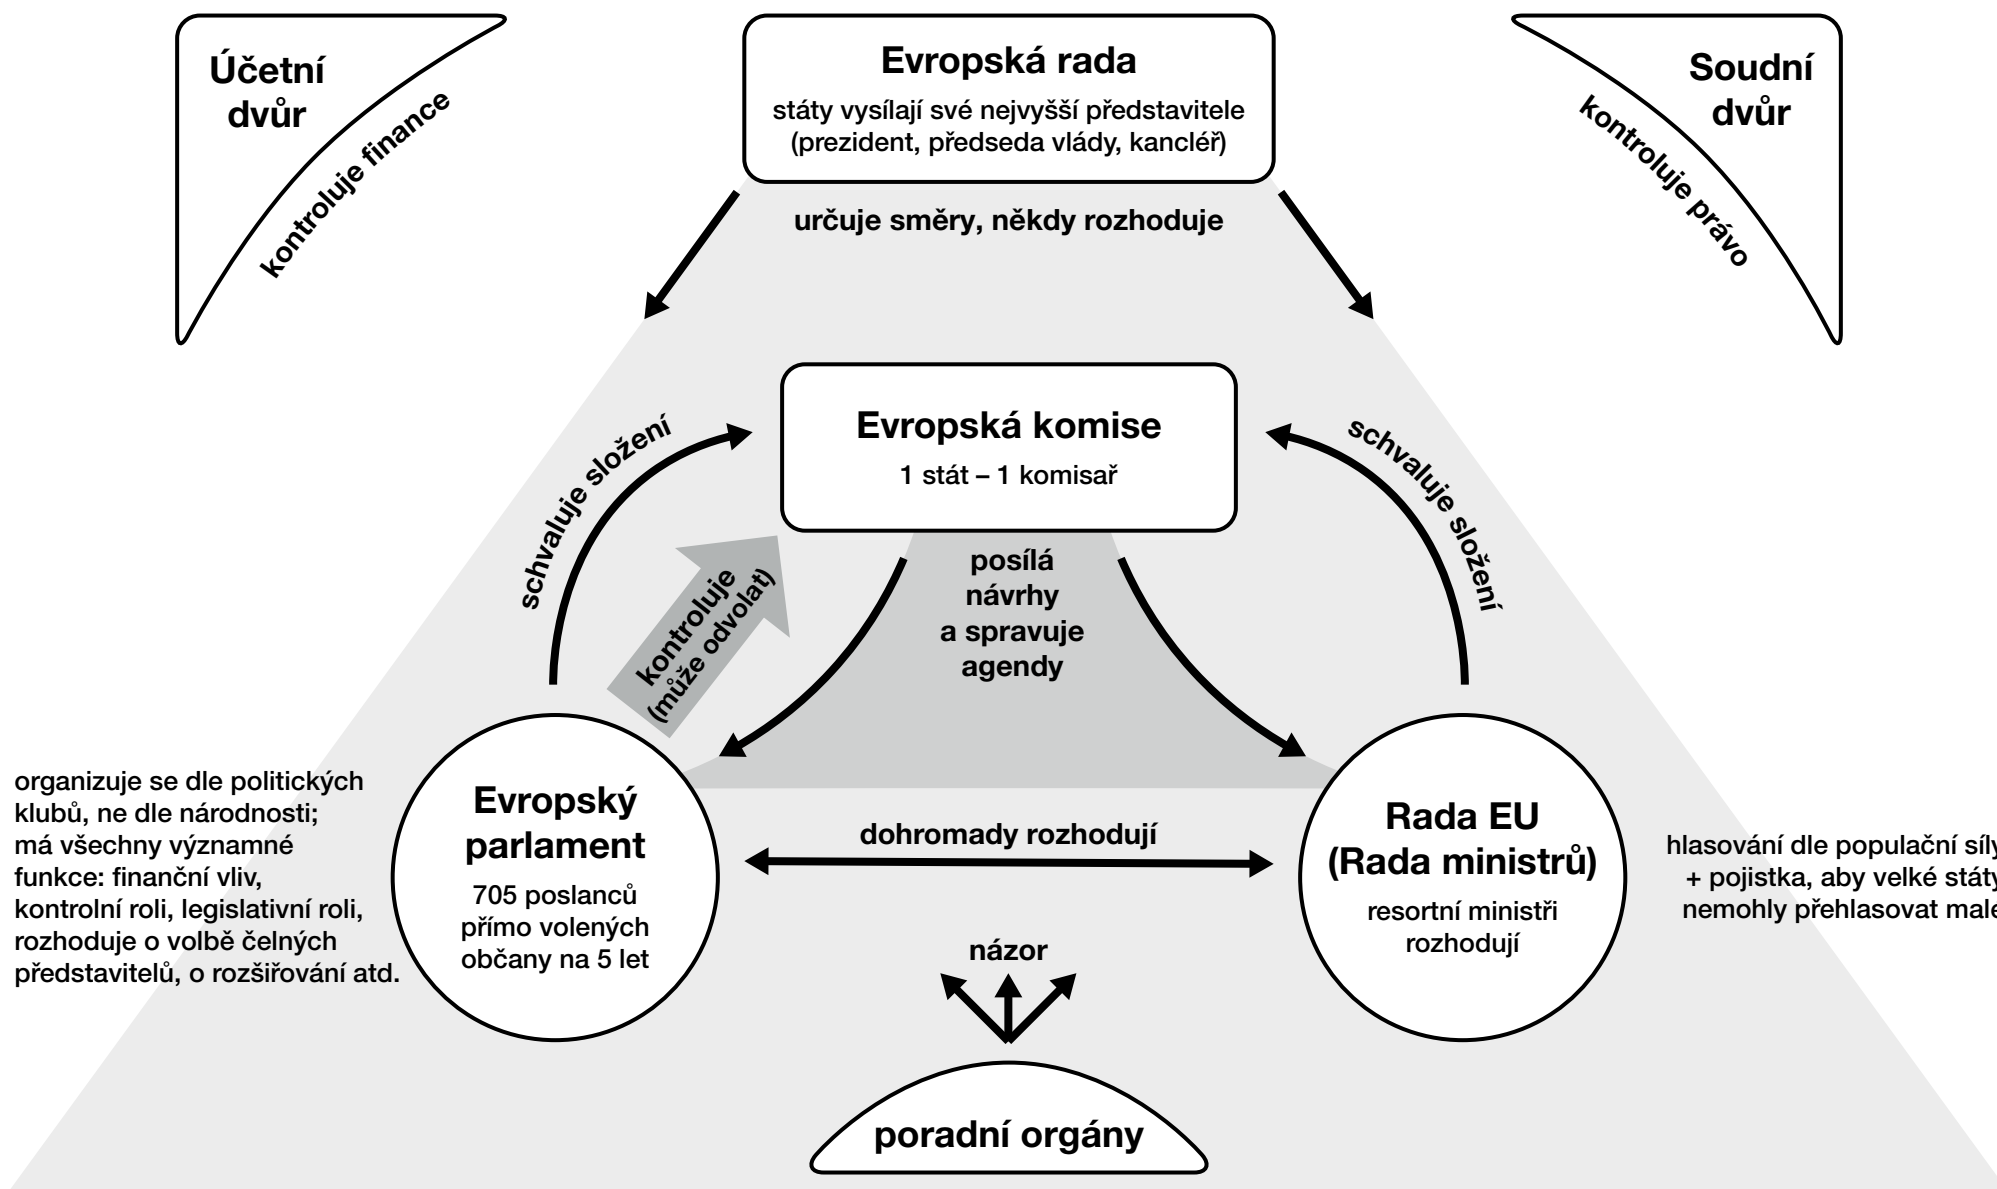 Účetní
dvůr
kontroluje finance
Evropská rada
státy vysílají své nejvyšší představitele
(prezident, předseda vlády, kancléř)
určuje směry, někdy rozhoduje
Soudní
dvůr
kontroluje právo
Evropská komise
1 stát – 1 komisař
schvaluje složení
schvaluje složení
kontroluje
(může odvolat)
posílá
návrhy
a spravuje
agendy
organizuje se dle politických
klubů, ne dle národnosti;
má všechny významné
funkce: finanční vliv,
kontrolní roli, legislativní roli,
rozhoduje o volbě čelných
představitelů, o rozšiřování atd.
Evropský
parlament
705 poslanců
přímo volených
občany na 5 let
dohromady rozhodují
Rada EU
(Rada ministrů)
resortní ministři
rozhodují
hlasování dle populační síly
+ pojistka, aby velké státy
nemohly přehlasovat malé
názor
poradní orgány